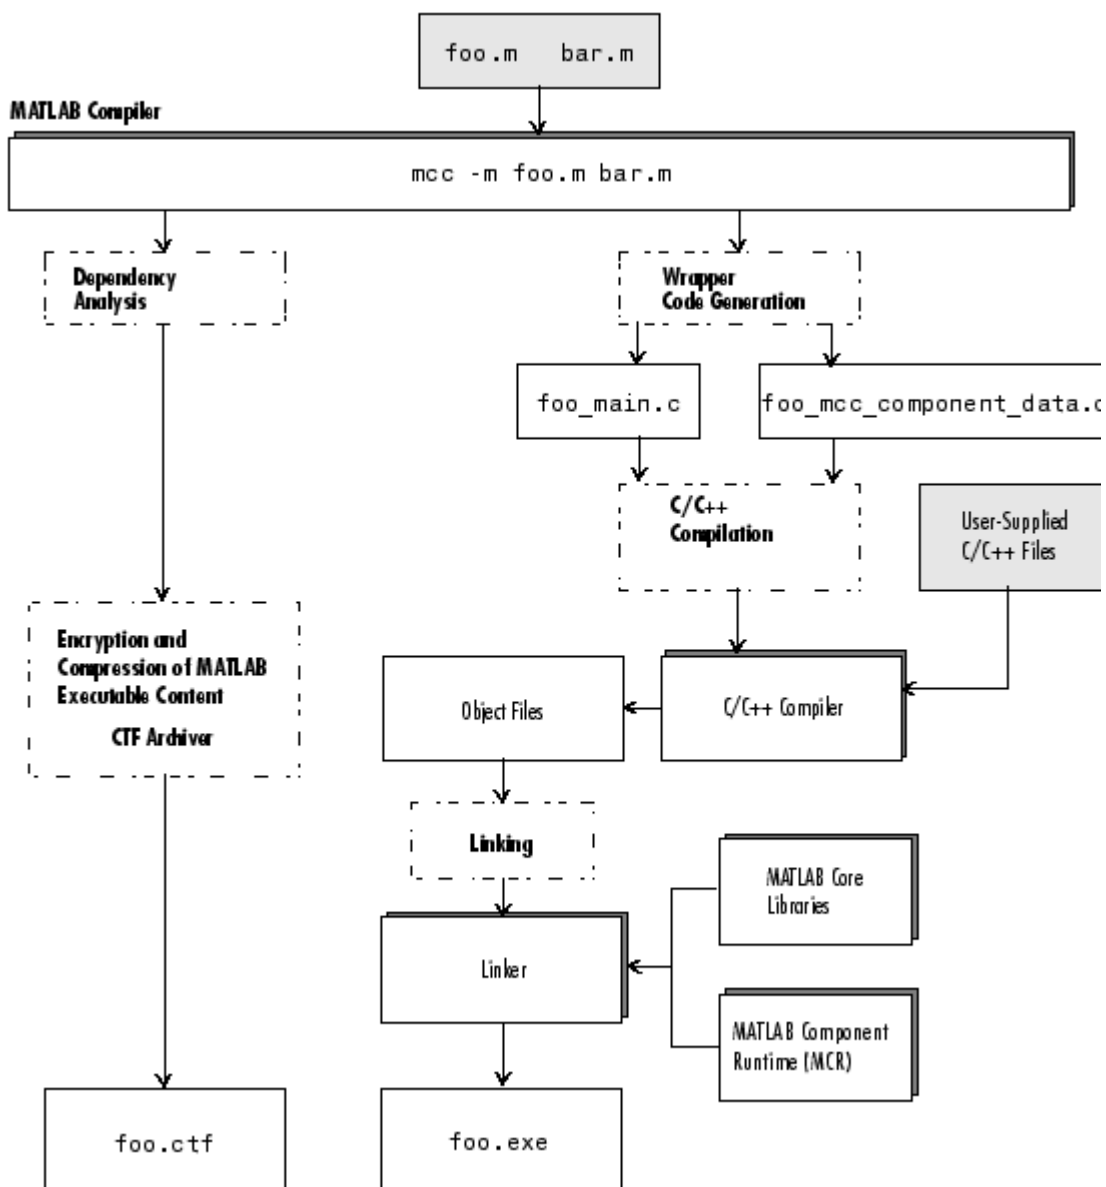 foo.m bar.m
MATLAB Compiler
mcc -m foo.m bar.m
Dependency
Analysis
Wrapper
Code Generation
foo_main.c
foo_mcc_component_data.c
C/C++
Compilation
User-Supplied
C/C++ Files
Encryption and
Compression of MATLAB
Executable Content
CTF Archiver
Object Files
C/C++ Compiler
Linking
MATLAB Core
Libraries
Linker
MATLAB Component
Runtime (MCR)
foo.ctf
foo.exe